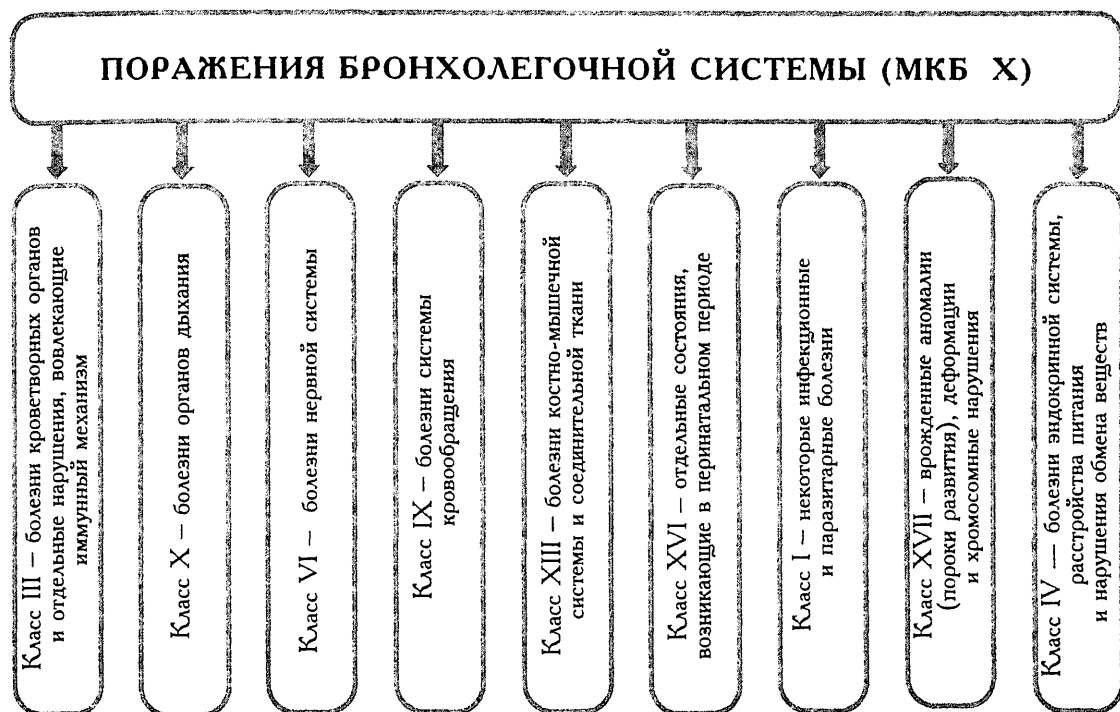 ПОРАЖЕНИЯ БРОНХОЛЕГОЧНОЙ СИСТЕМЫ (МКБ X)
Класс III — болезни кроветворных органов
и отдельные нарушения, вовлекающие
иммунный механизм
Класс X — болезни органов дыхания
Класс VI — болезни нервной системы
Класс IX — болезни системы
кровообращения
Класс XIII — болезни костно-мышечной
системы и соединительной ткани
Класс XVI — отдельные состояния,
возникающие в перинатальном периоде
Класс I — некоторые инфекционные
и паразитарные болезни
Класс XVII — врожденные аномалии
(пороки развития), деформации
и хромосомные нарушения
Класс IV — болезни эндокринной системы,
расстройства питания
и нарушения обмена веществ